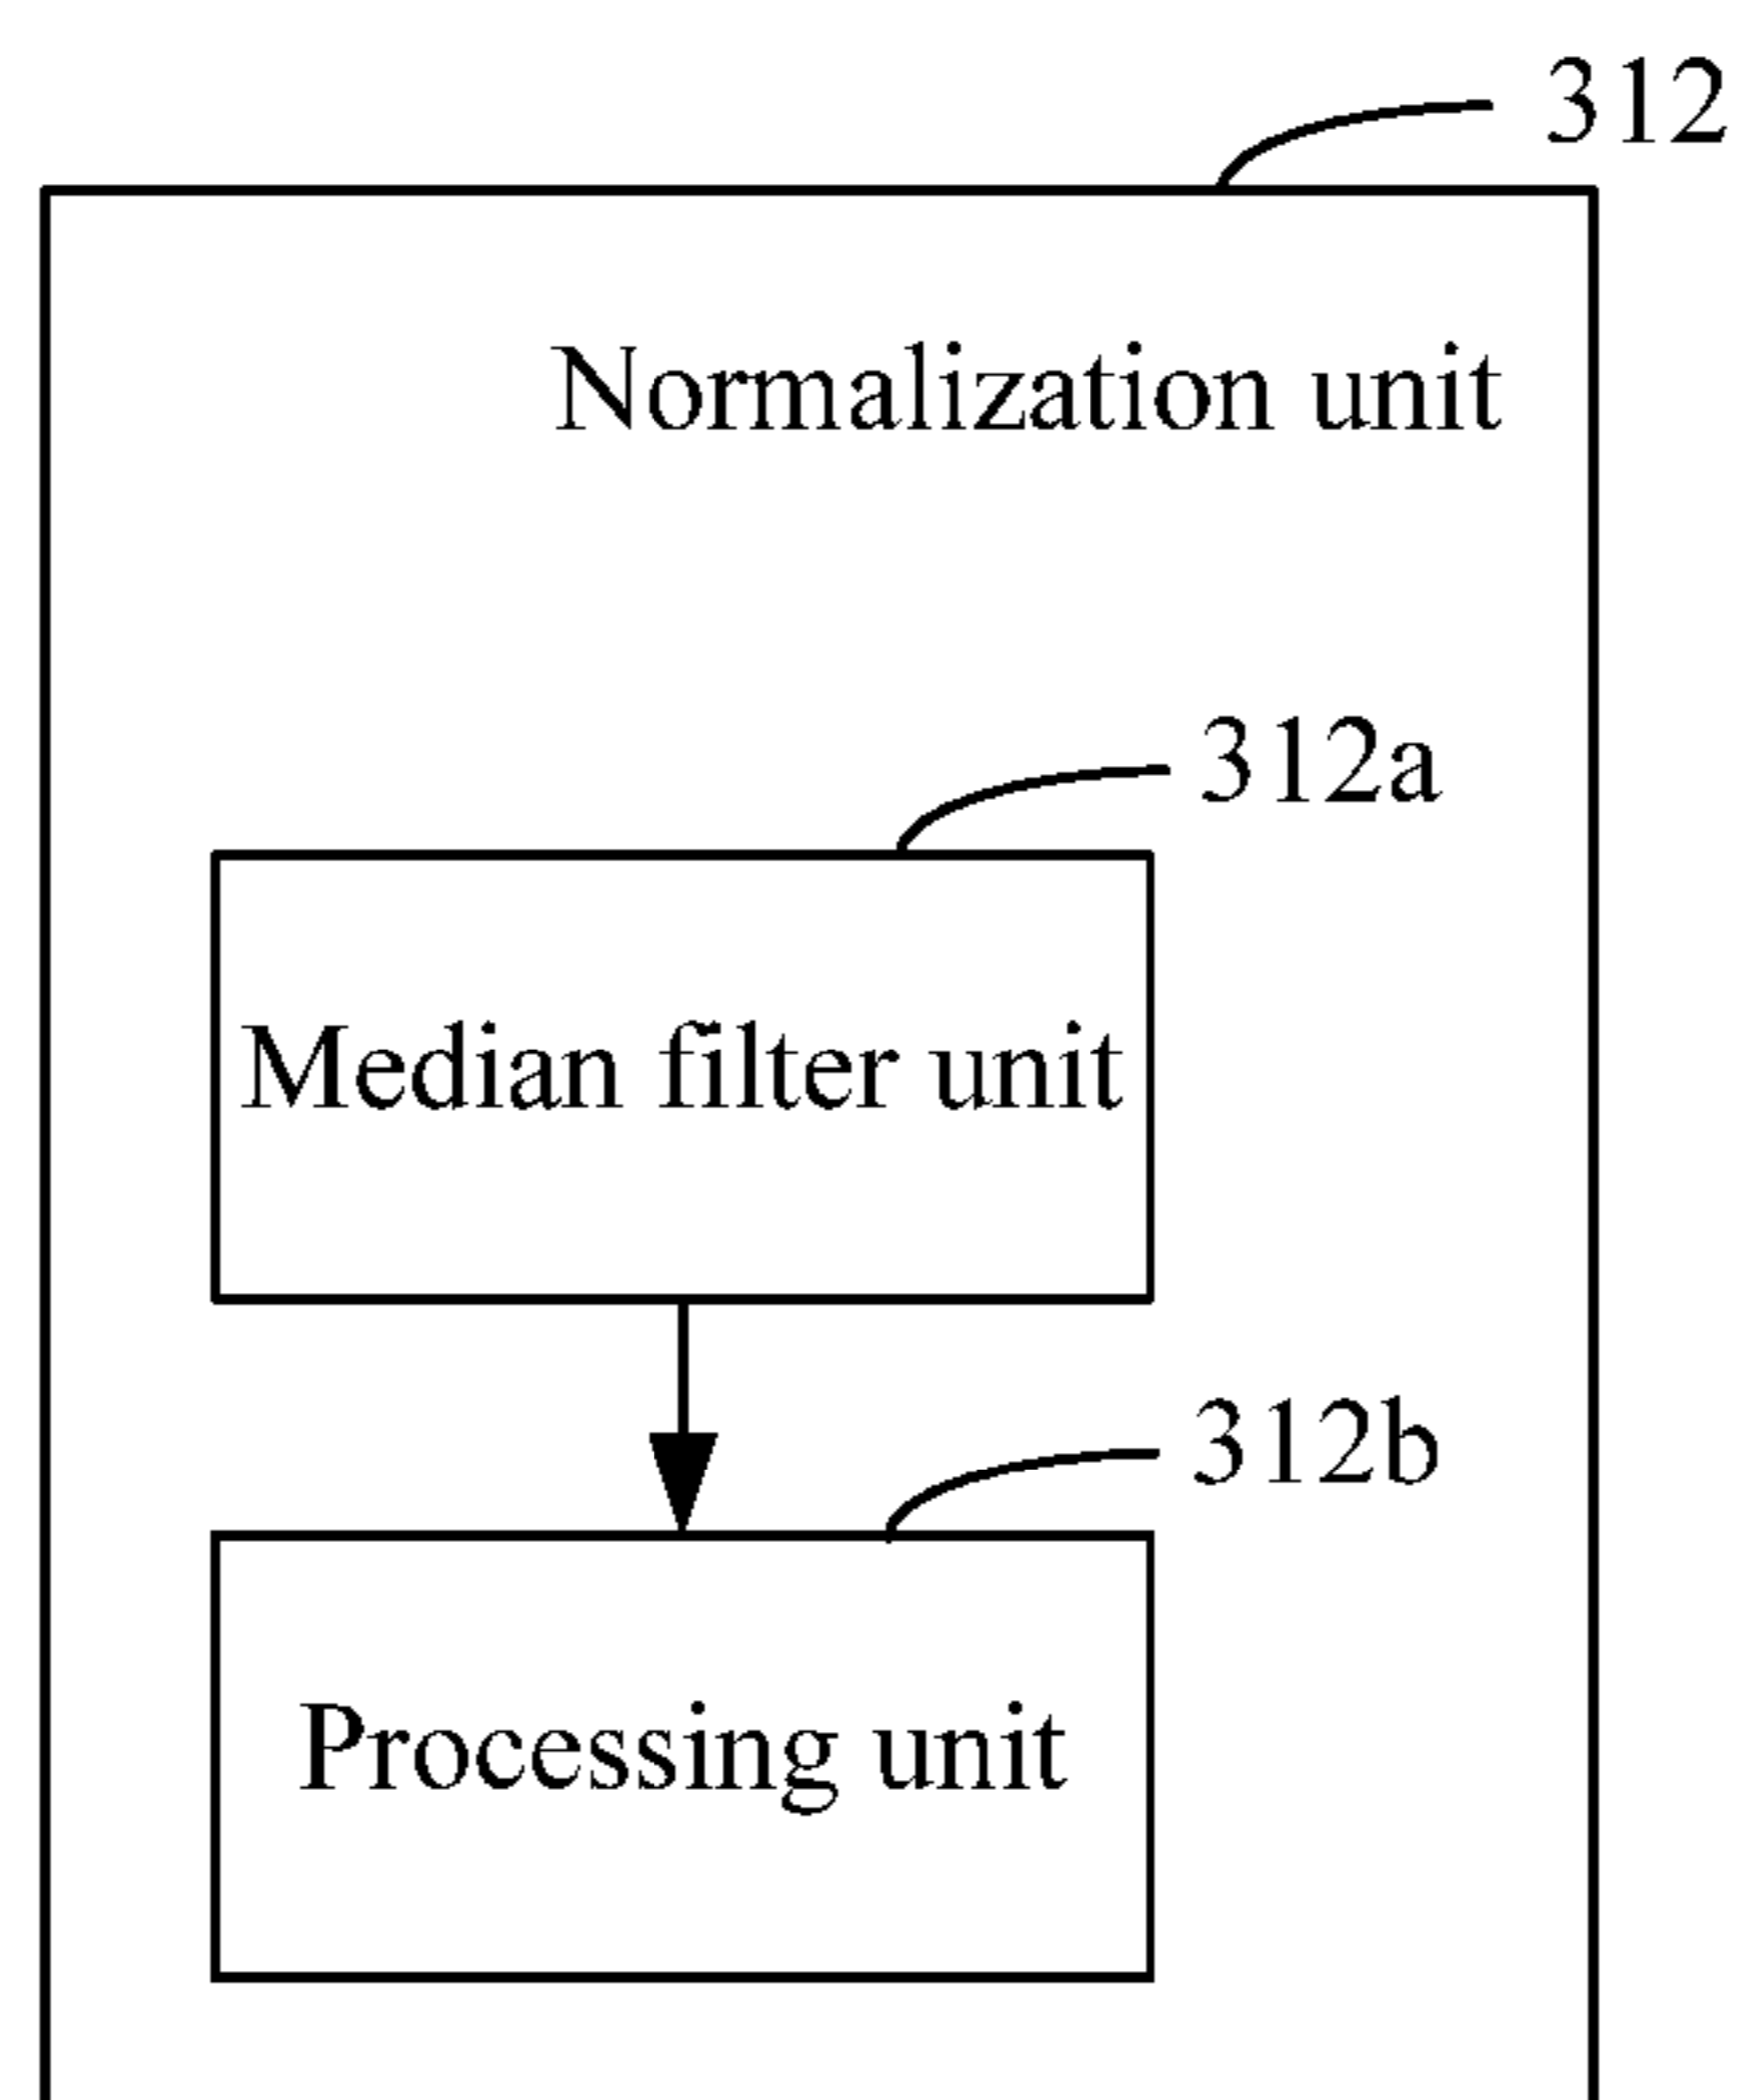 312
Normalization unit
312a
Median filter unit
312b
Processing unit